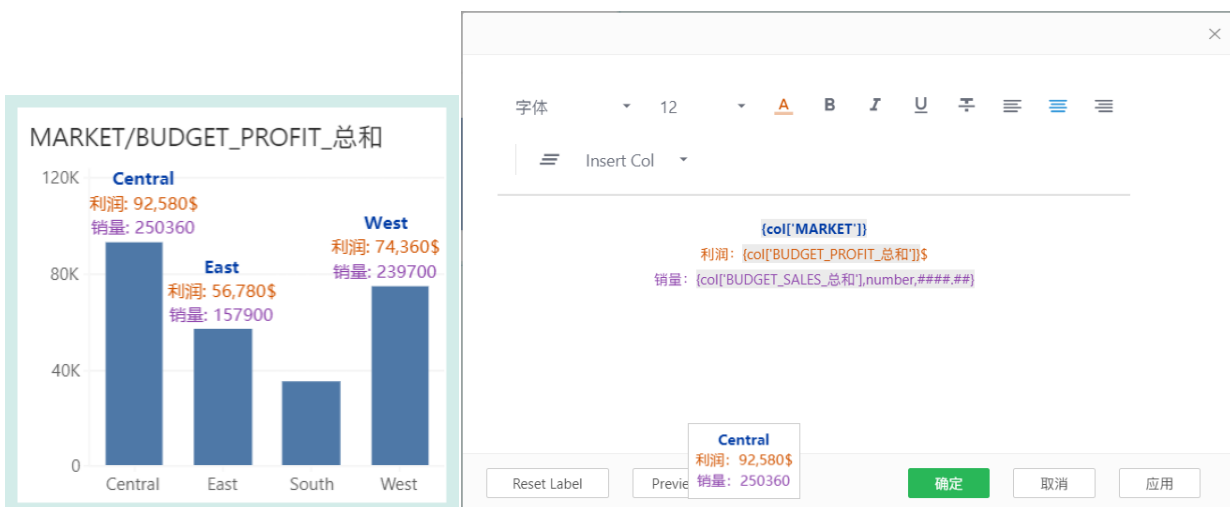 MARKET/BUDGET_PROFIT_总和
120K
80K
40K
0
Central
利润: 92,580$
销量: 250360
East
利润: 56,780$
销量: 157900
West
利润: 74,360$
销量: 239700
Central
East
South
West
字体
12
A
B
I
U
T
Insert Col
{col['MARKET']}
利润：{col['BUDGET_PROFIT_总和']}$
销量：{col['BUDGET_SALES_总和'],number,####.##}
Central
利润：92,580$
销量：250360
Reset Label
Previe
确定
取消
应用